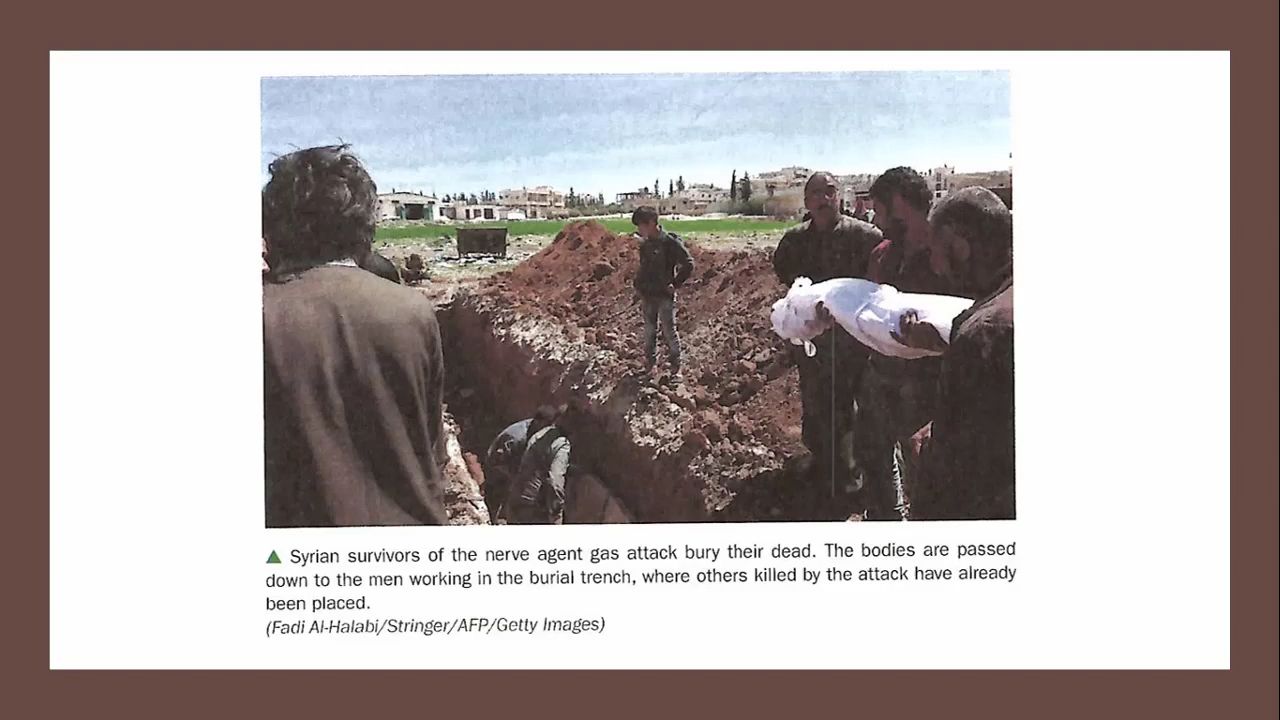 ▲ Syrian survivors of the nerve agent gas attack bury their dead. The bodies are passed
down to the men working in the burial trench, where others killed by the attack have already
been placed.
(Fadi Al-Halabi/Stringer/AFP/Getty Images)